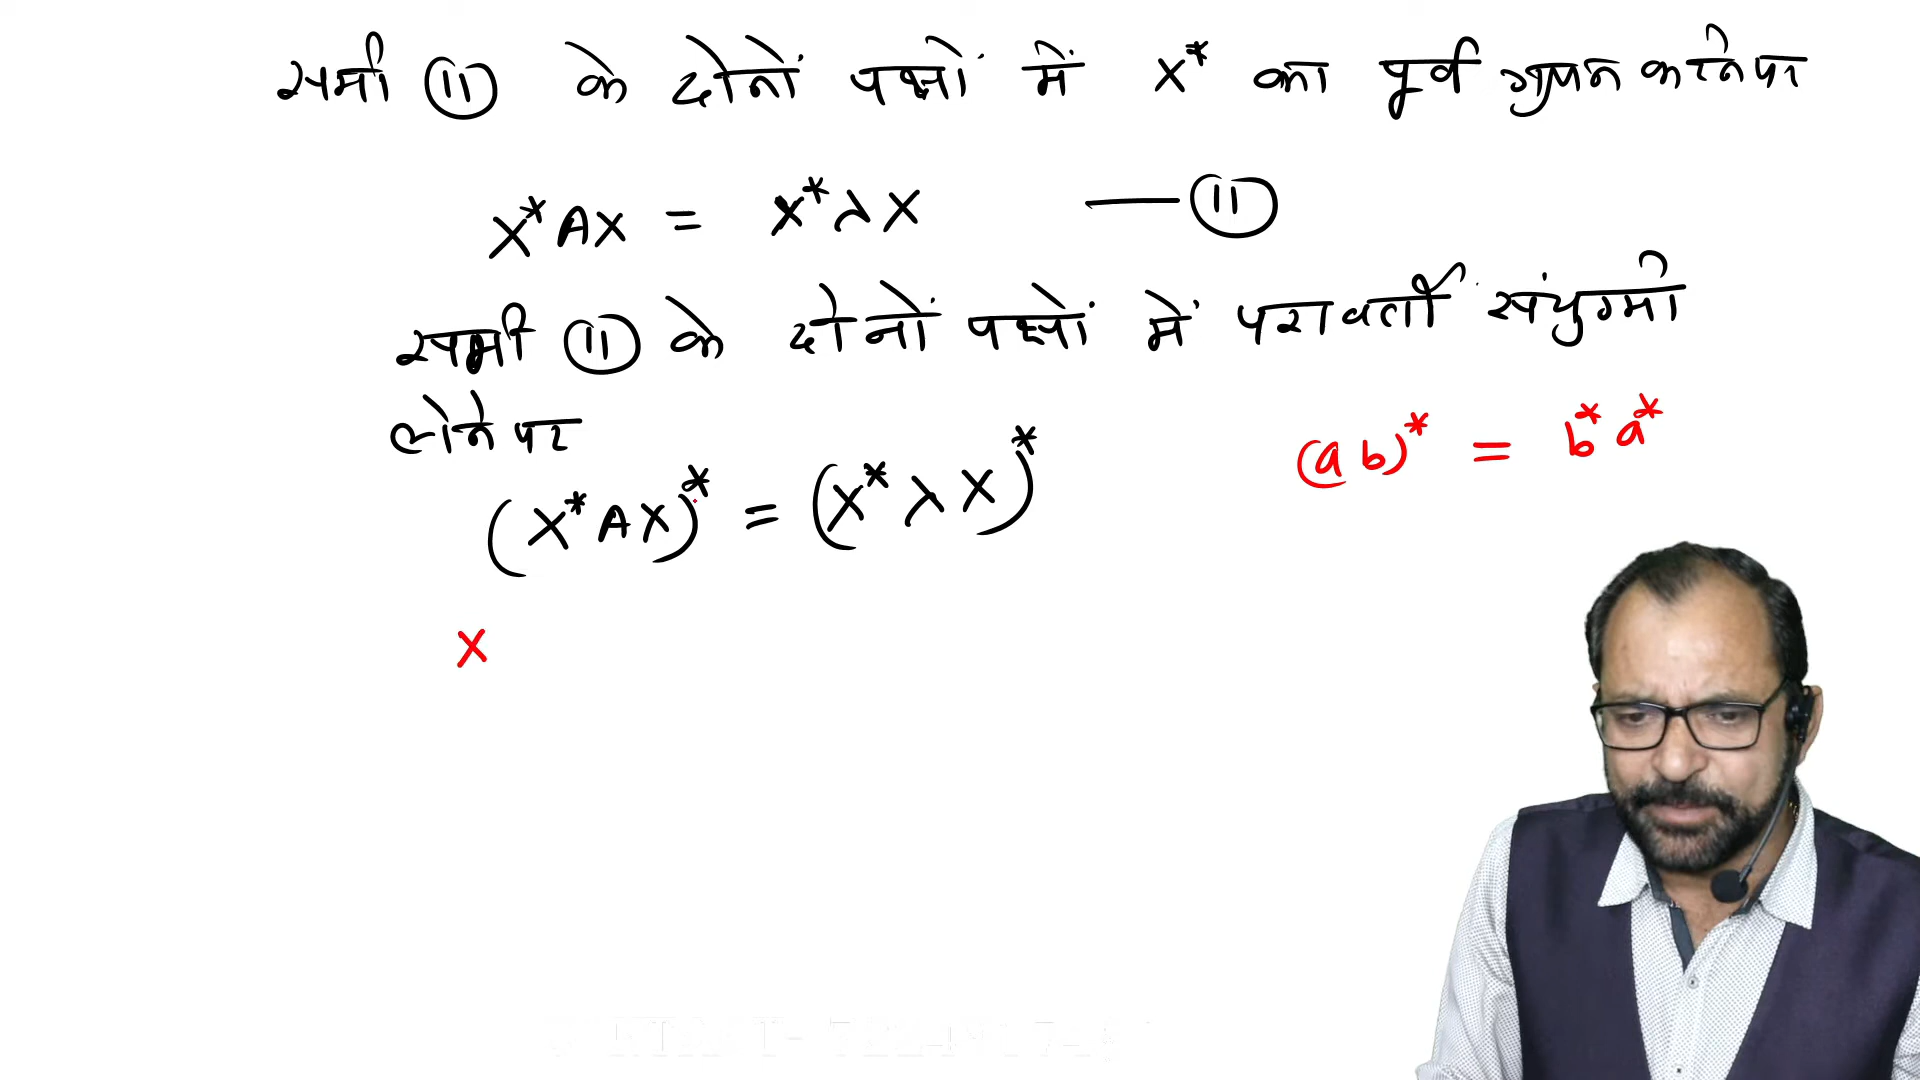 समी (11) के दोनों पक्षों में X* का पूर्व गुणन करने पर
X*AX = X*λX —(11)
समी (11) के दोनों पक्षों में परावर्ती संयुग्मी
लेने पर
(ab)* = b*a*
(X*AX)* = (X*λX)*
X